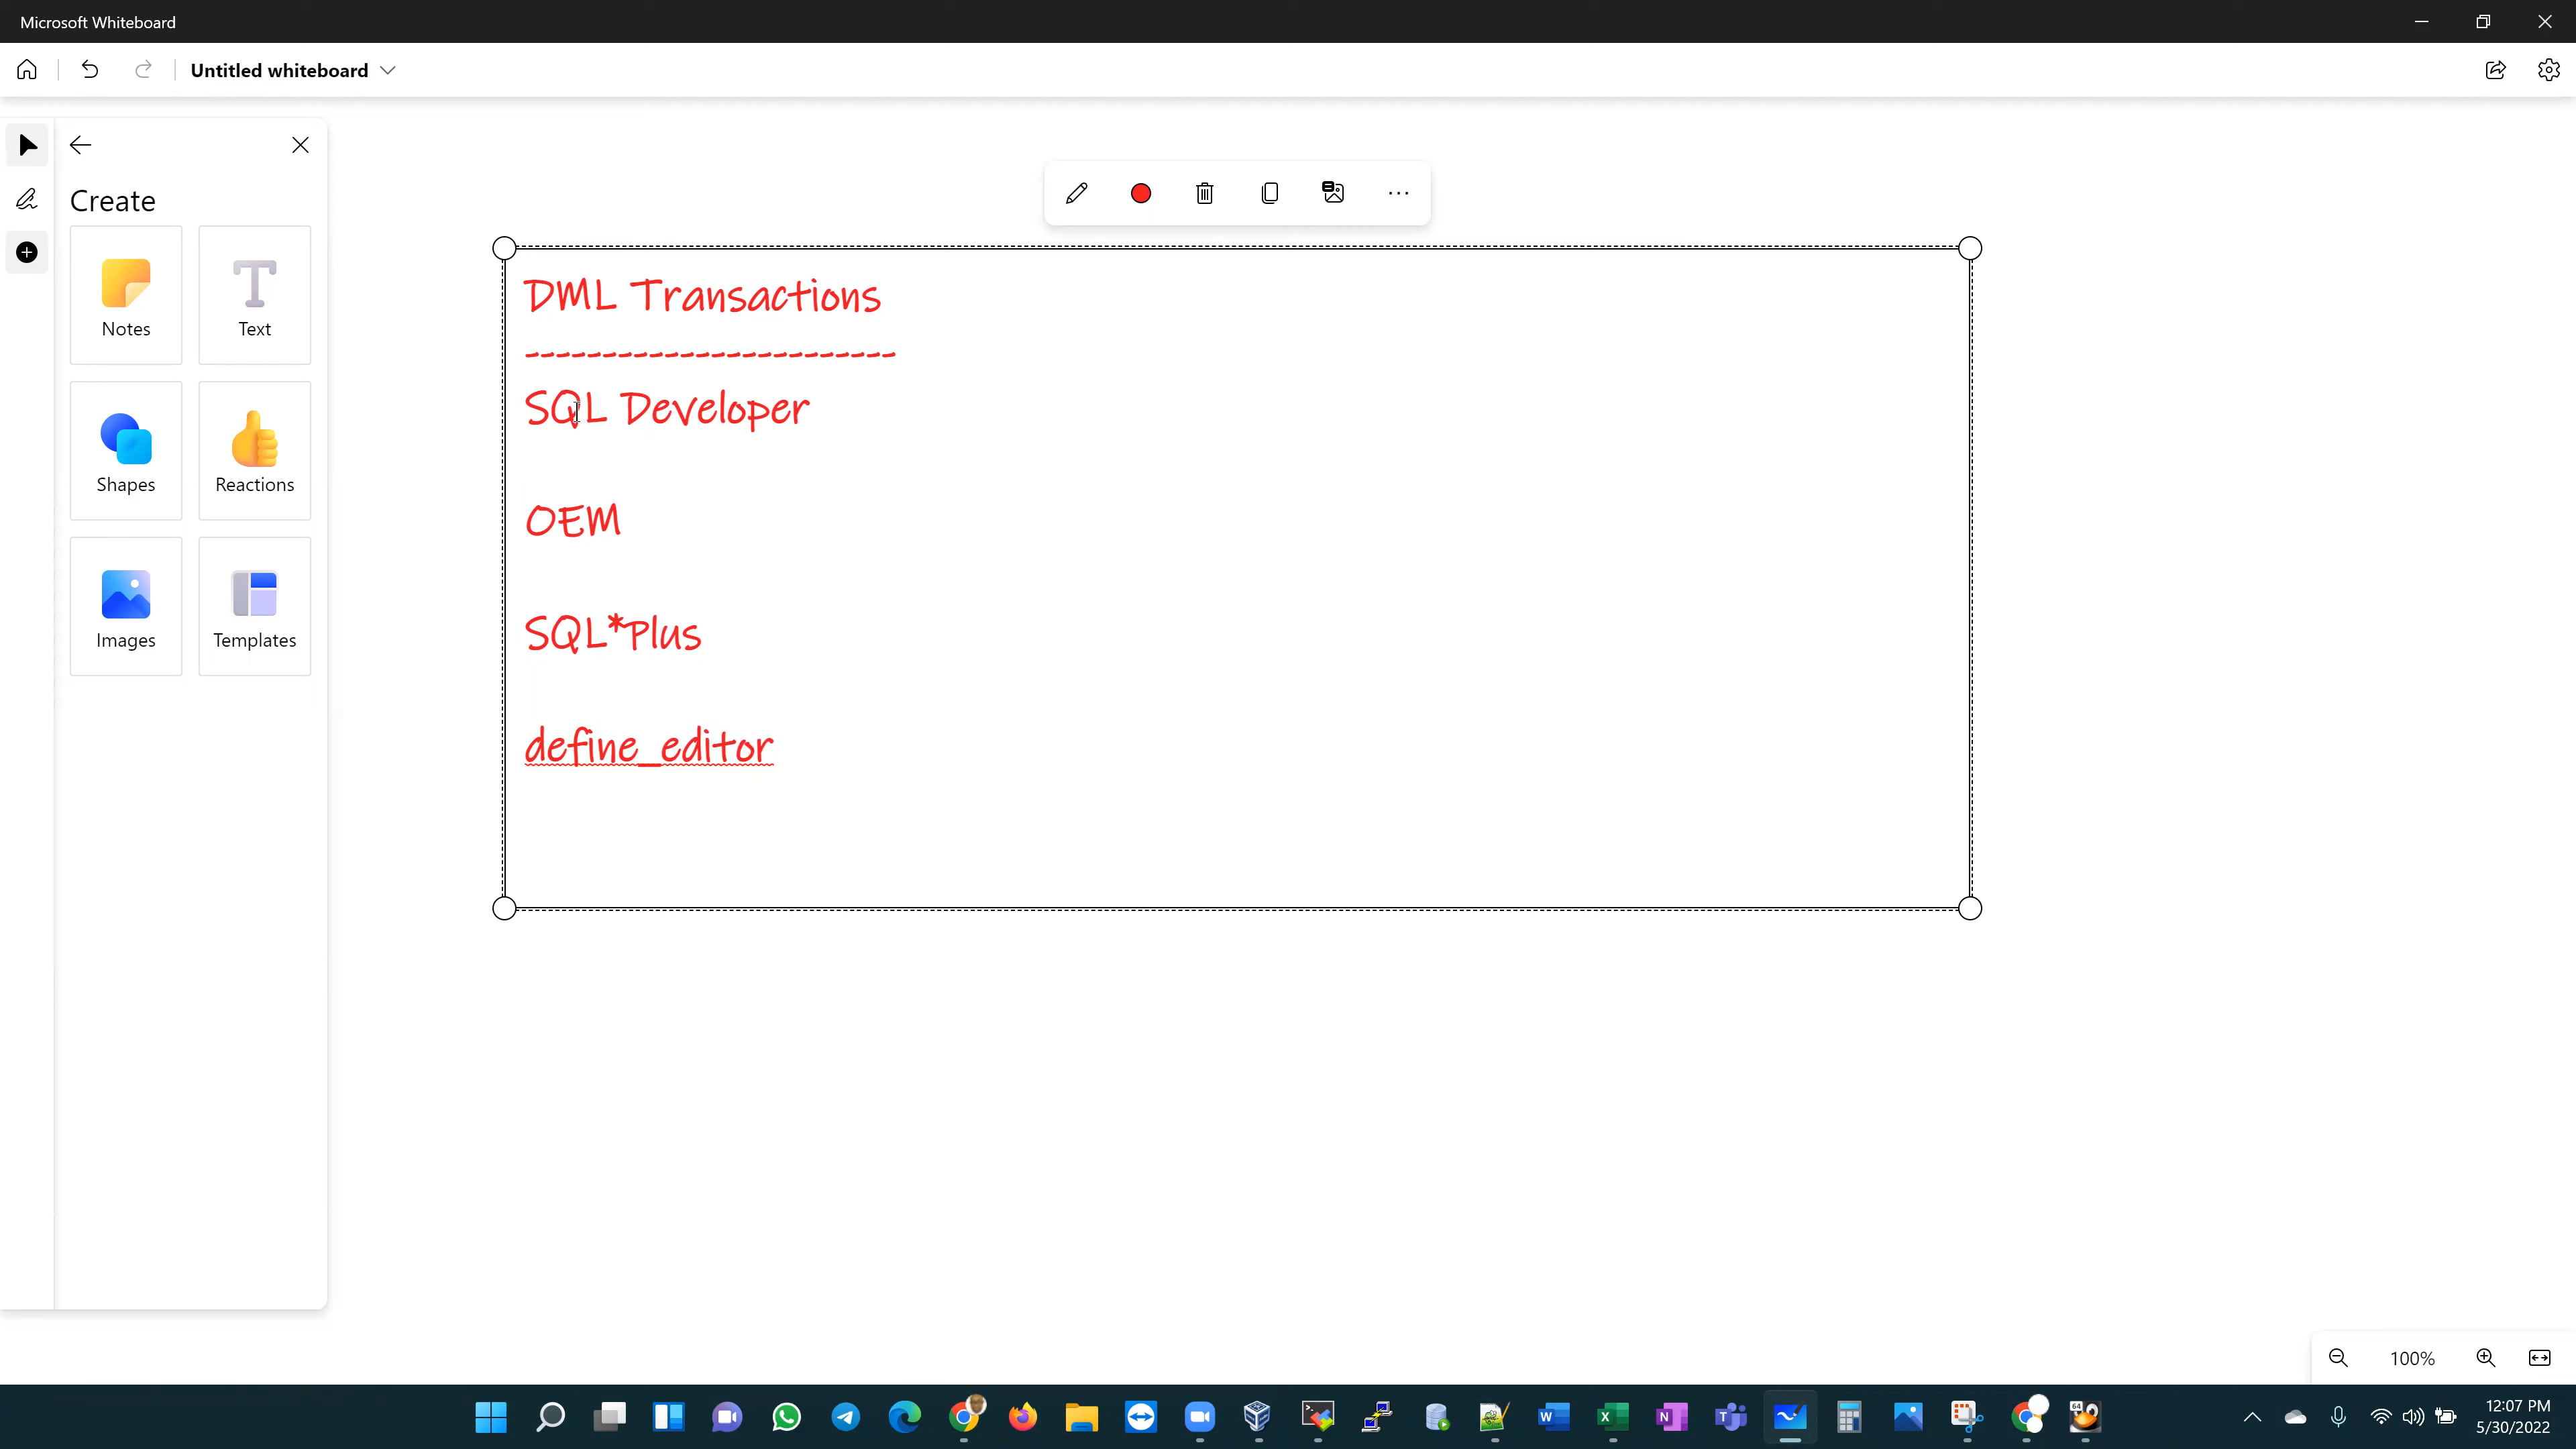 Microsoft Whiteboard
Untitled whiteboard
Create
Notes
Text
Shapes
Reactions
Images
Templates
DML Transactions
------------------------
SQL Developer
OEM
SQL*Plus
define_editor
100%
64
12:07 PM
5/30/2022